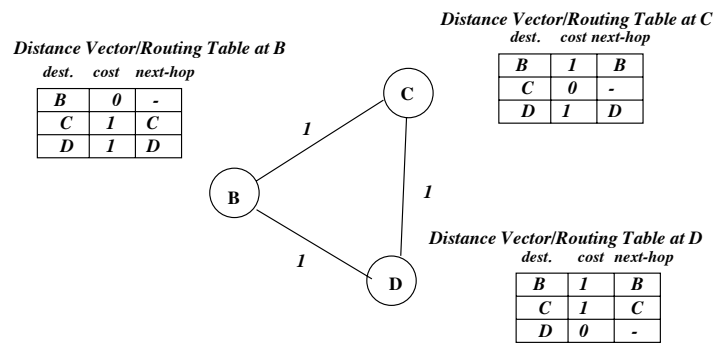 Distance Vector/Routing Table at C
dest. cost next-hop
B 1 B
C 0 -
D 1 D
Distance Vector/Routing Table at B
dest. cost next-hop
B 0 -
C 1 C
D 1 D
C
1
B
1
1
D
Distance Vector/Routing Table at D
dest. cost next-hop
B 1 B
C 1 C
D 0 -